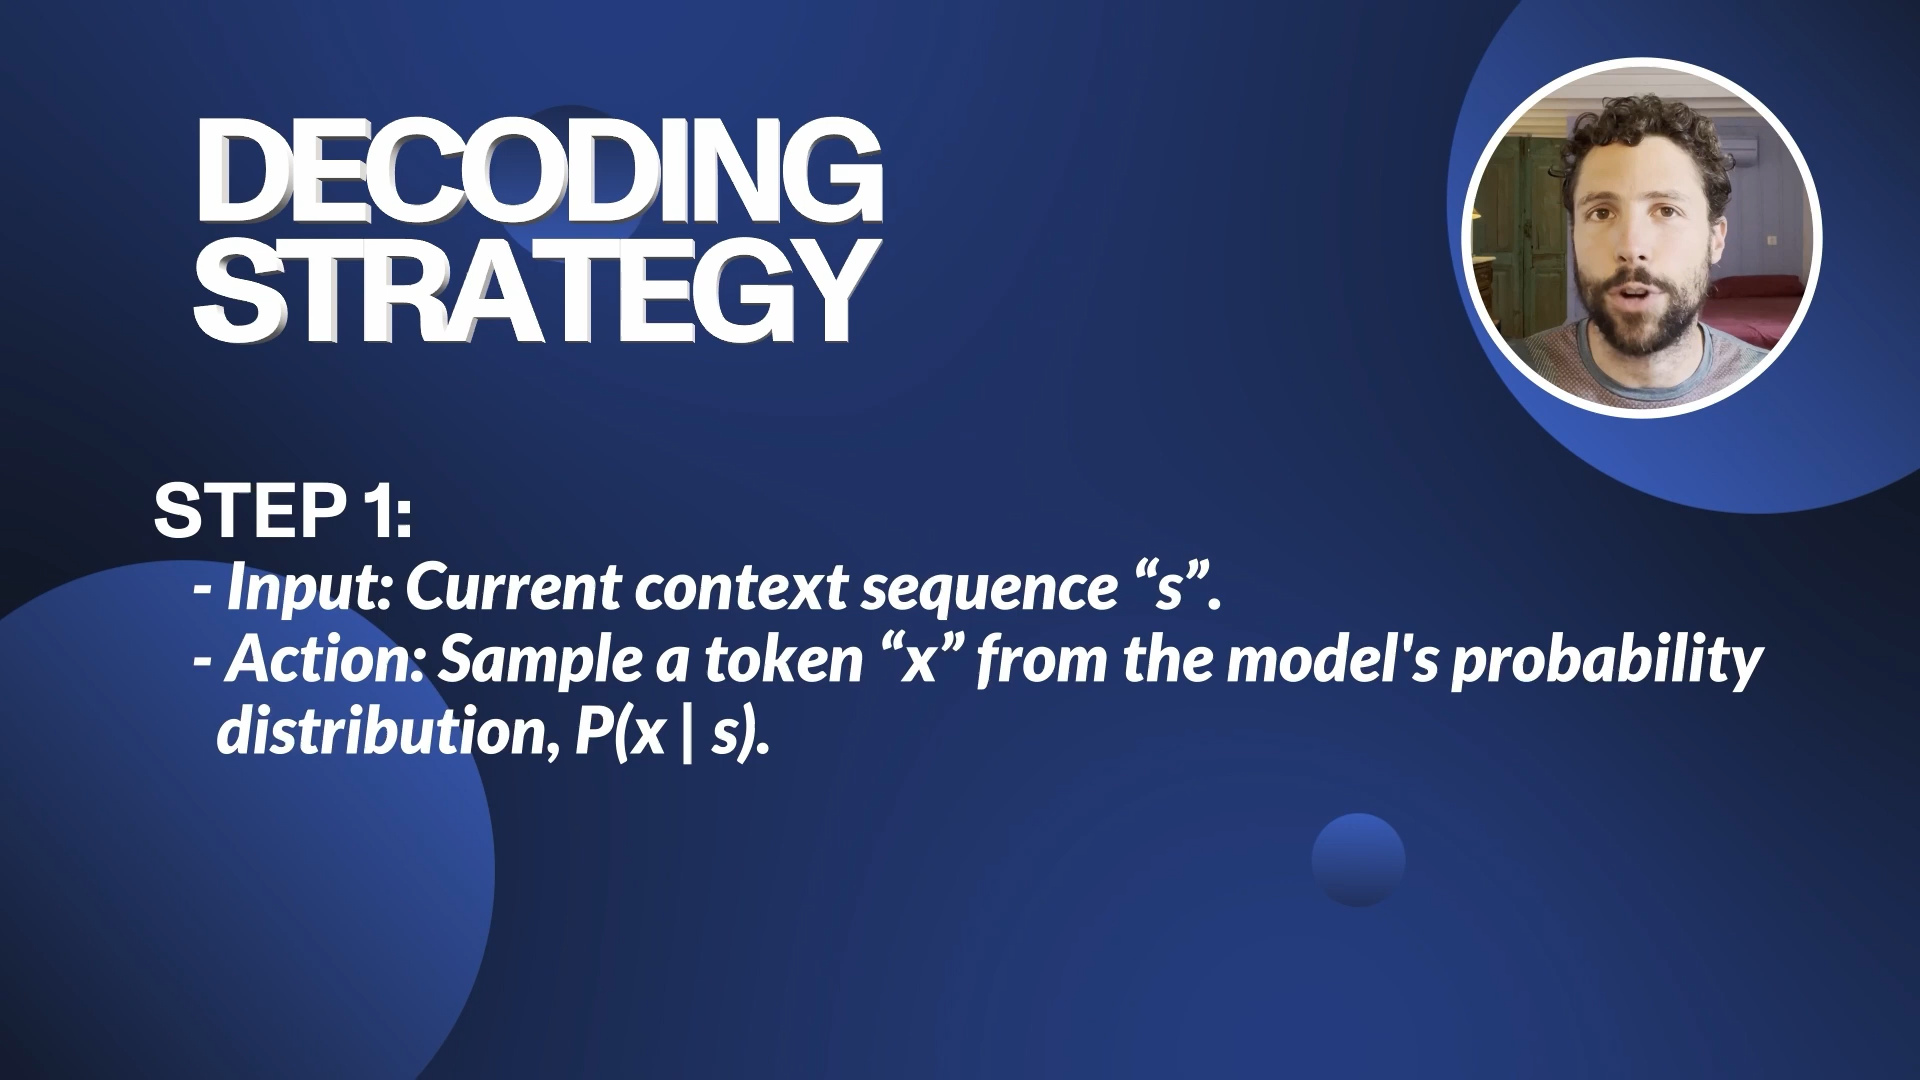 DECODING
STRATEGY
STEP 1:
- Input: Current context sequence “s”.
- Action: Sample a token “x” from the model's probability
distribution, P(x | s).